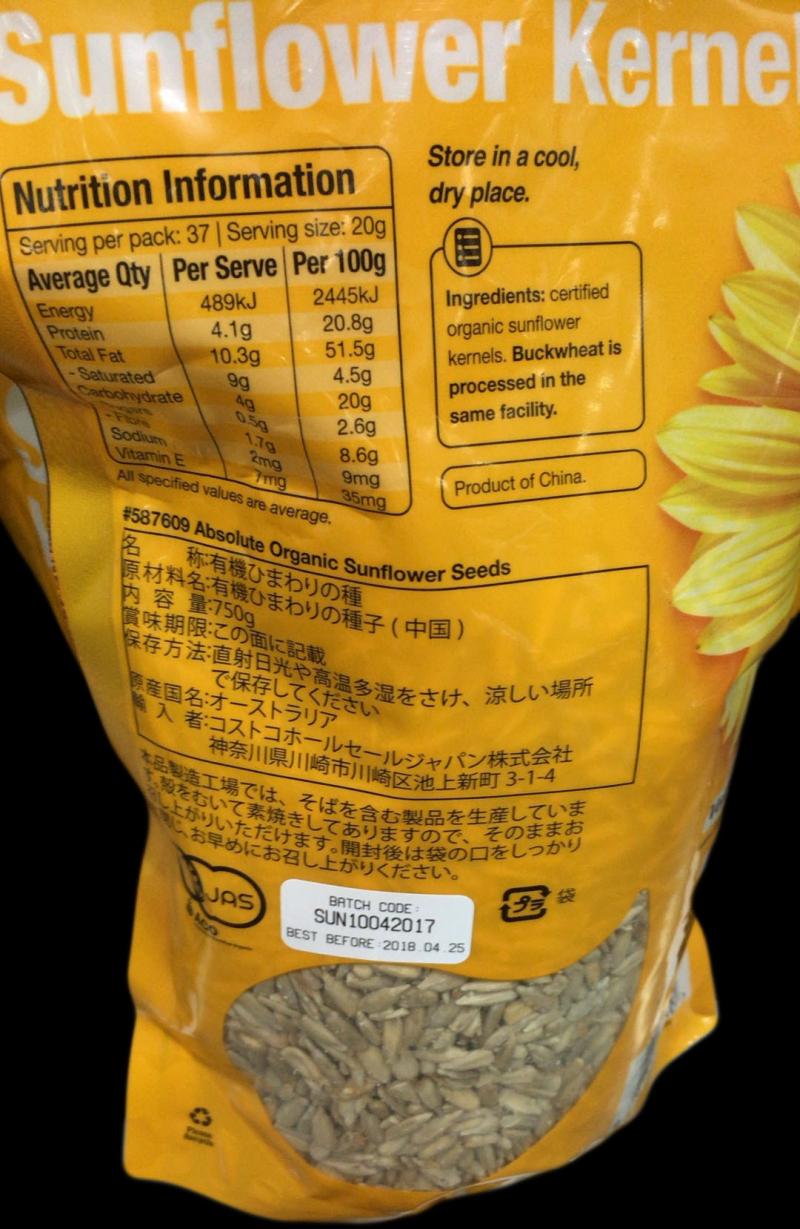 Sunflower Kernel
Nutrition Information
Serving per pack: 37 | Serving size: 20g
Average Qty Per Serve Per 100g
Energy 489kJ 2445kJ
Protein 4.1g 20.8g
Total Fat 10.3g 51.5g
- Saturated 9g 4.5g
Carbohydrate 4g 20g
0.5g 2.6g
- Fibre 1.7g 8.6g
Sodium 2mg 9mg
Vitamin E 7mg 35mg
All specified values are average.
Store in a cool,
dry place.
Ingredients: certified
organic sunflower
kernels. Buckwheat is
processed in the
same facility.
Product of China.
#587609 Absolute Organic Sunflower Seeds
名 称:有機ひまわりの種
原材料名:有機ひまわりの種子(中国)
内 容 量:750g
賞味期限:この面に記載
保存方法:直射日光や高温多湿をさけ、涼しい場所
で保存してください
原産国名:オーストラリア
輸 入 者:コストコホールセールジャパン株式会社
神奈川県川崎市川崎区池上新町 3-1-4
本品製造工場では、そばを含む製品を生産していま
す。殻をむいて素焼きしてありますので、そのままお
召し上がりいただけます。開封後は袋の口をしっかり
お早めにお召し上がりください。
JAS
ACO
BATCH CODE:
SUN10042017
BEST BEFORE:2018.04.25
プラ 袋
Please
Recycle